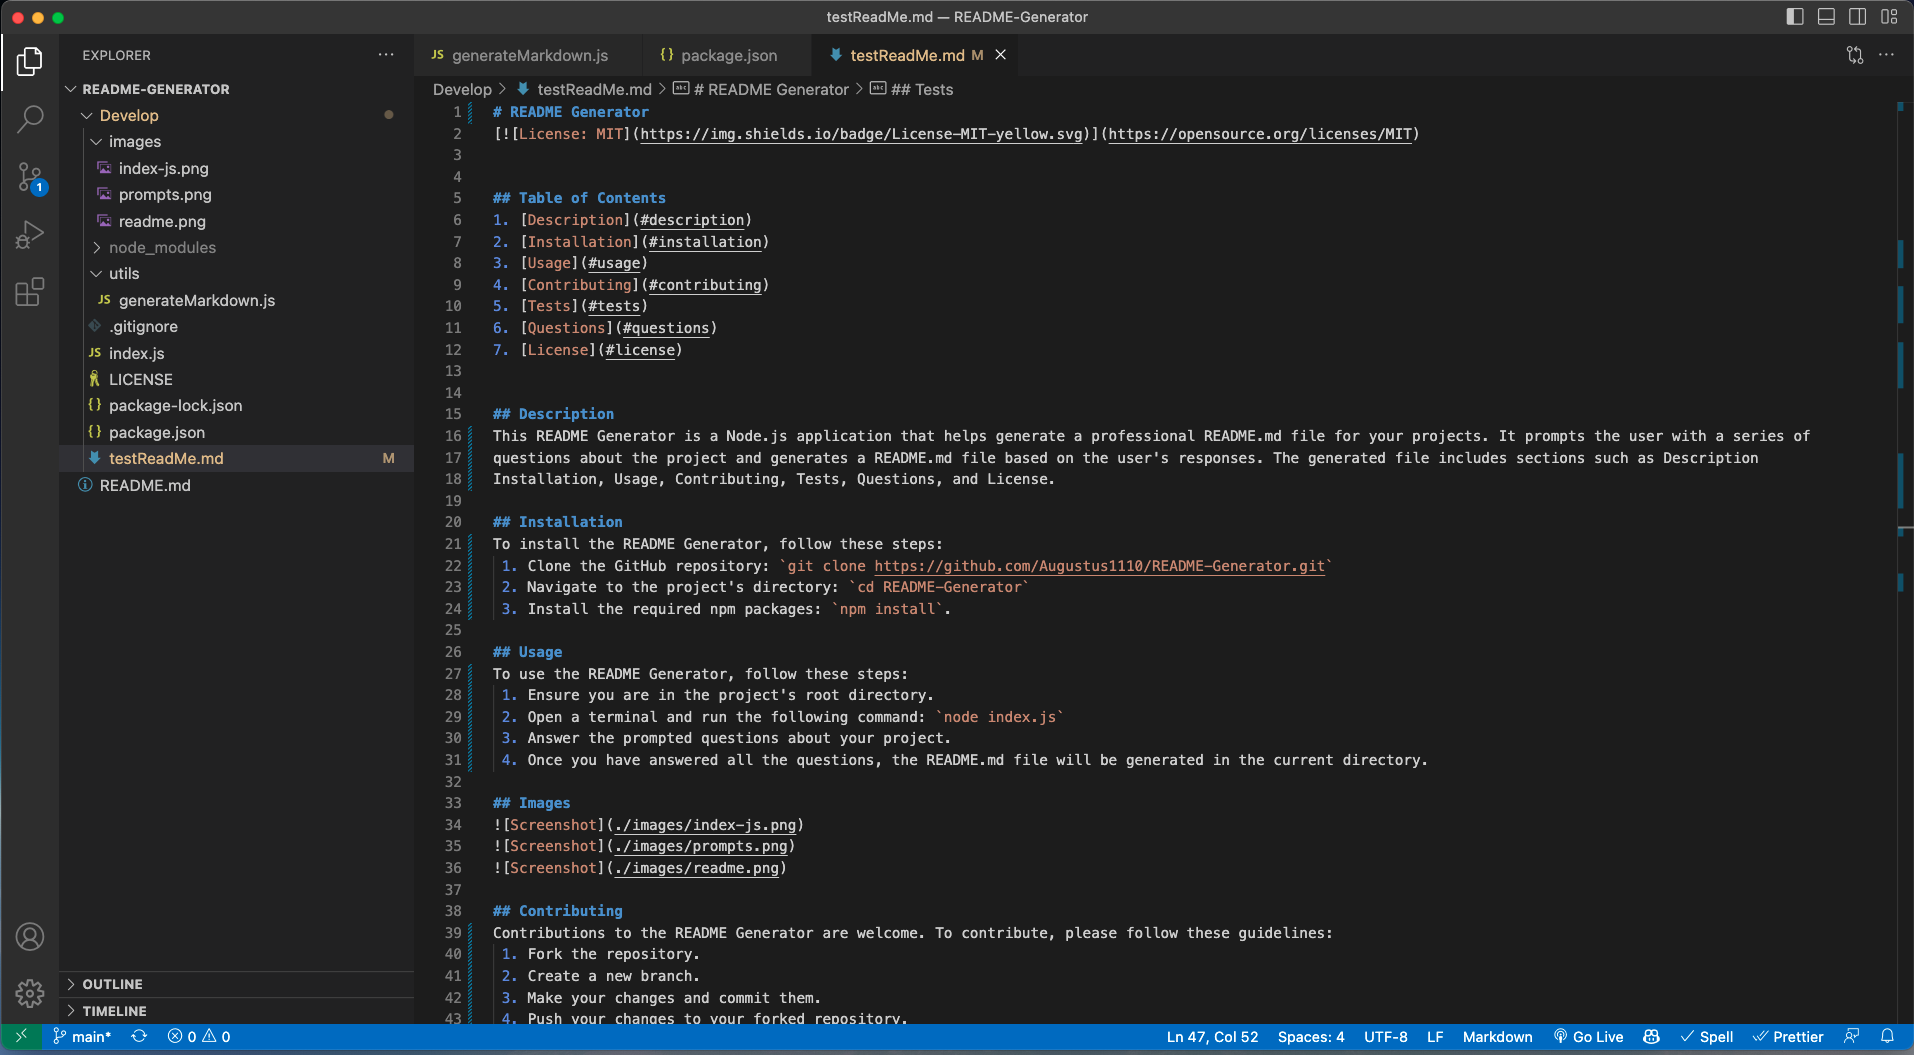 testReadMe.md — README-Generator
EXPLORER
README-GENERATOR
Develop
images
index-js.png
prompts.png
readme.png
node_modules
utils
JS generateMarkdown.js
.gitignore
JS index.js
LICENSE
{} package-lock.json
{} package.json
testReadMe.md M
README.md
OUTLINE
TIMELINE
JS generateMarkdown.js
{} package.json
testReadMe.md M
Develop > testReadMe.md > # README Generator > ## Tests
1 # README Generator
2 [![License: MIT](https://img.shields.io/badge/License-MIT-yellow.svg)](https://opensource.org/licenses/MIT)
3
4
5 ## Table of Contents
6 1. [Description](#description)
7 2. [Installation](#installation)
8 3. [Usage](#usage)
9 4. [Contributing](#contributing)
10 5. [Tests](#tests)
11 6. [Questions](#questions)
12 7. [License](#license)
13
14
15 ## Description
16 This README Generator is a Node.js application that helps generate a professional README.md file for your projects. It prompts the user with a series of
17 questions about the project and generates a README.md file based on the user's responses. The generated file includes sections such as Description
18 Installation, Usage, Contributing, Tests, Questions, and License.
19
20 ## Installation
21 To install the README Generator, follow these steps:
22 1. Clone the GitHub repository: `git clone https://github.com/Augustus1110/README-Generator.git`
23 2. Navigate to the project's directory: `cd README-Generator`
24 3. Install the required npm packages: `npm install`.
25
26 ## Usage
27 To use the README Generator, follow these steps:
28 1. Ensure you are in the project's root directory.
29 2. Open a terminal and run the following command: `node index.js`
30 3. Answer the prompted questions about your project.
31 4. Once you have answered all the questions, the README.md file will be generated in the current directory.
32
33 ## Images
34 ![Screenshot](./images/index-js.png)
35 ![Screenshot](./images/prompts.png)
36 ![Screenshot](./images/readme.png)
37
38 ## Contributing
39 Contributions to the README Generator are welcome. To contribute, please follow these guidelines:
40 1. Fork the repository.
41 2. Create a new branch.
42 3. Make your changes and commit them.
43 4. Push your changes to your forked repository.
1
main*
0
0
Ln 47, Col 52
Spaces: 4
UTF-8
LF
Markdown
Go Live
Spell
Prettier